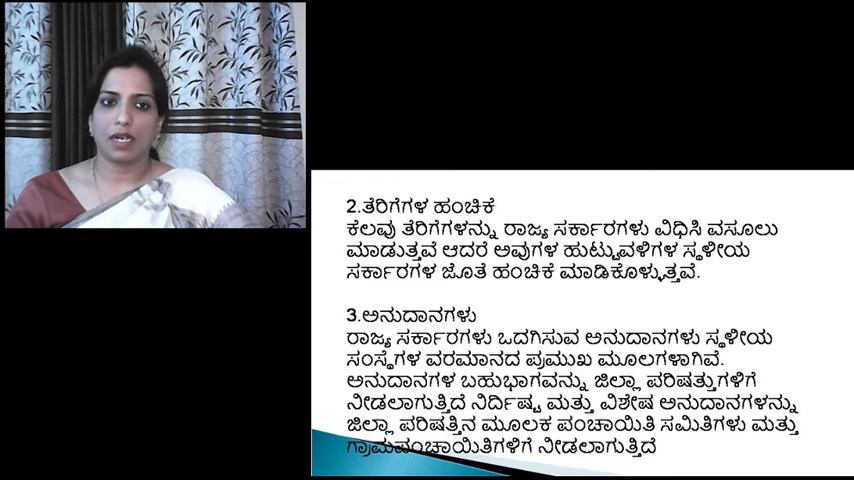 2.ತೆರಿಗೆಗಳ ಹಂಚಿಕೆ
ಕೆಲವು ತೆರಿಗೆಗಳನ್ನು ರಾಜ್ಯ ಸರ್ಕಾರಗಳು ವಿಧಿಸಿ ವಸೂಲು
ಮಾಡುತ್ತವೆ ಆದರೆ ಅವುಗಳ ಹುಟ್ಟುವಳಿಗಳ ಸ್ಥಳೀಯ
ಸರ್ಕಾರಗಳ ಜೊತೆ ಹಂಚಿಕೆ ಮಾಡಿಕೊಳ್ಳುತ್ತವೆ.
3.ಅನುದಾನಗಳು
ರಾಜ್ಯ ಸರ್ಕಾರಗಳು ಒದಗಿಸುವ ಅನುದಾನಗಳು ಸ್ಥಳೀಯ
ಸಂಸ್ಥೆಗಳ ವರಮಾನದ ಪ್ರಮುಖ ಮೂಲಗಳಾಗಿವೆ.
ಅನುದಾನಗಳ ಬಹುಭಾಗವನ್ನು ಜಿಲ್ಲಾ ಪರಿಷತ್ತುಗಳಿಗೆ
ನೀಡಲಾಗುತ್ತಿದೆ ನಿರ್ದಿಷ್ಟ ಮತ್ತು ವಿಶೇಷ ಅನುದಾನಗಳನ್ನು
ಜಿಲ್ಲಾ ಪರಿಷತ್ತಿನ ಮೂಲಕ ಪಂಚಾಯಿತಿ ಸಮಿತಿಗಳು ಮತ್ತು
ಗ್ರಾಮಪಂಚಾಯಿತಿಗಳಿಗೆ ನೀಡಲಾಗುತ್ತಿದೆ